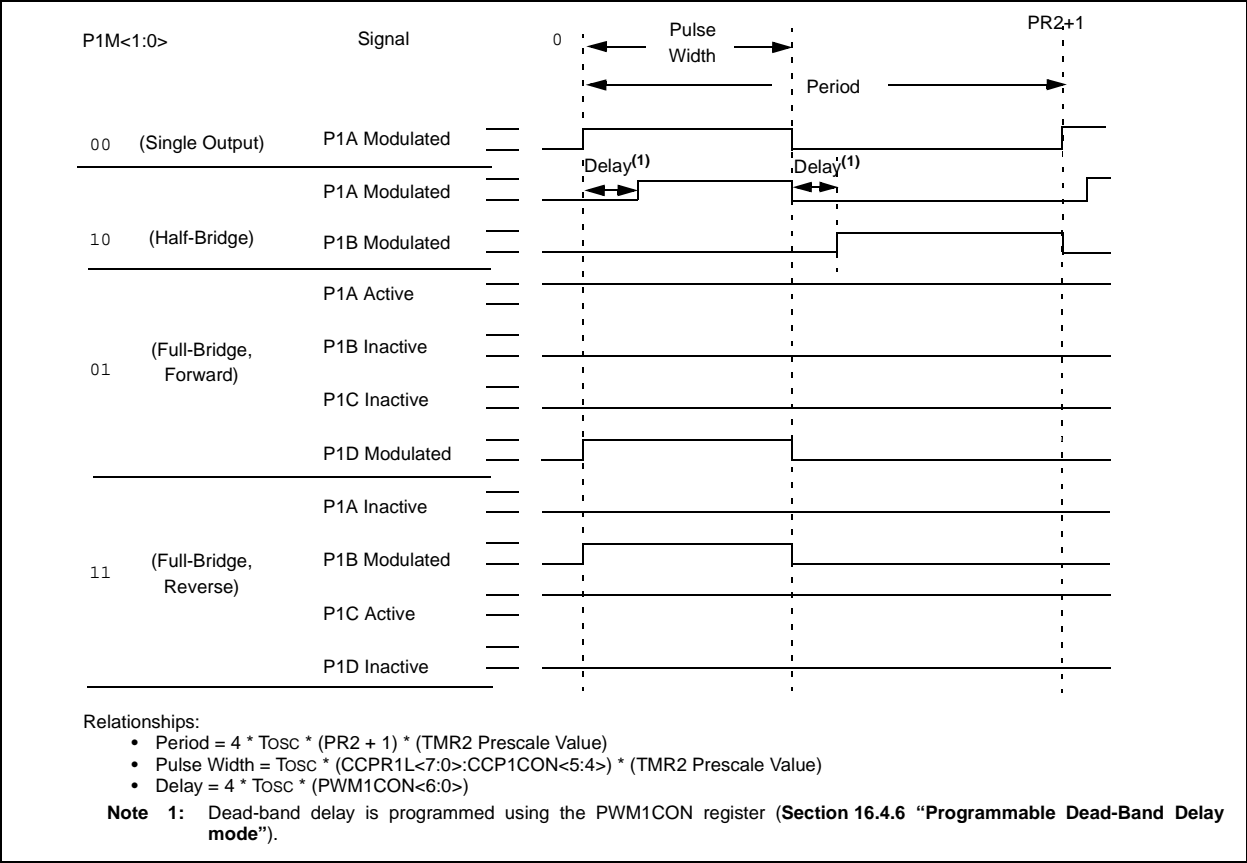 P1M<1:0> Signal 0 Pulse Width PR2+1
Period
00 (Single Output) P1A Modulated
Delay(1) Delay(1)
P1A Modulated
10 (Half-Bridge) P1B Modulated
P1A Active
01 (Full-Bridge, Forward) P1B Inactive
P1C Inactive
P1D Modulated
P1A Inactive
11 (Full-Bridge, Reverse) P1B Modulated
P1C Active
P1D Inactive
Relationships:
• Period = 4 * TOSC * (PR2 + 1) * (TMR2 Prescale Value)
• Pulse Width = TOSC * (CCPR1L<7:0>:CCP1CON<5:4>) * (TMR2 Prescale Value)
• Delay = 4 * TOSC * (PWM1CON<6:0>)
Note 1: Dead-band delay is programmed using the PWM1CON register (Section 16.4.6 “Programmable Dead-Band Delay
mode”).